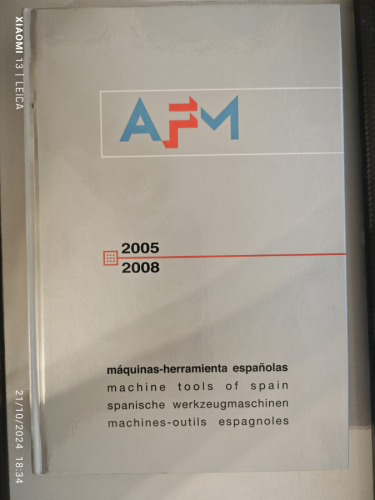 AFM
2005
2008
máquinas-herramienta españolas
machine tools of spain
spanische werkzeugmaschinen
machines-outils espagnoles
XIAOMI 13 | LEICA
21/10/2024 18:34